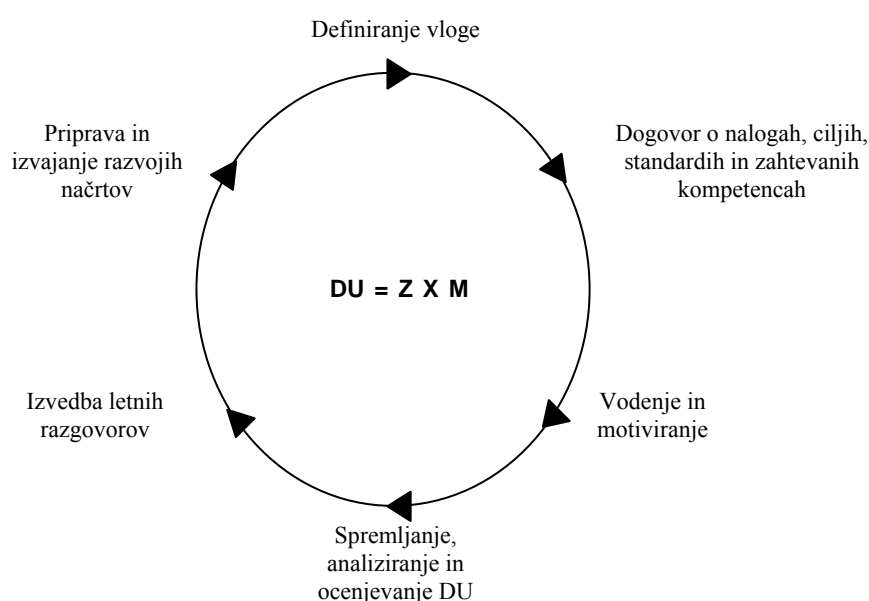 Definiranje vloge
Dogovor o nalogah, ciljih,
standardih in zahtevanih
kompetencah
Vodenje in
motiviranje
Spremljanje,
analiziranje in
ocenjevanje DU
Izvedba letnih
razgovorov
Priprava in
izvajanje razvojih
načrtov
DU = Z X M